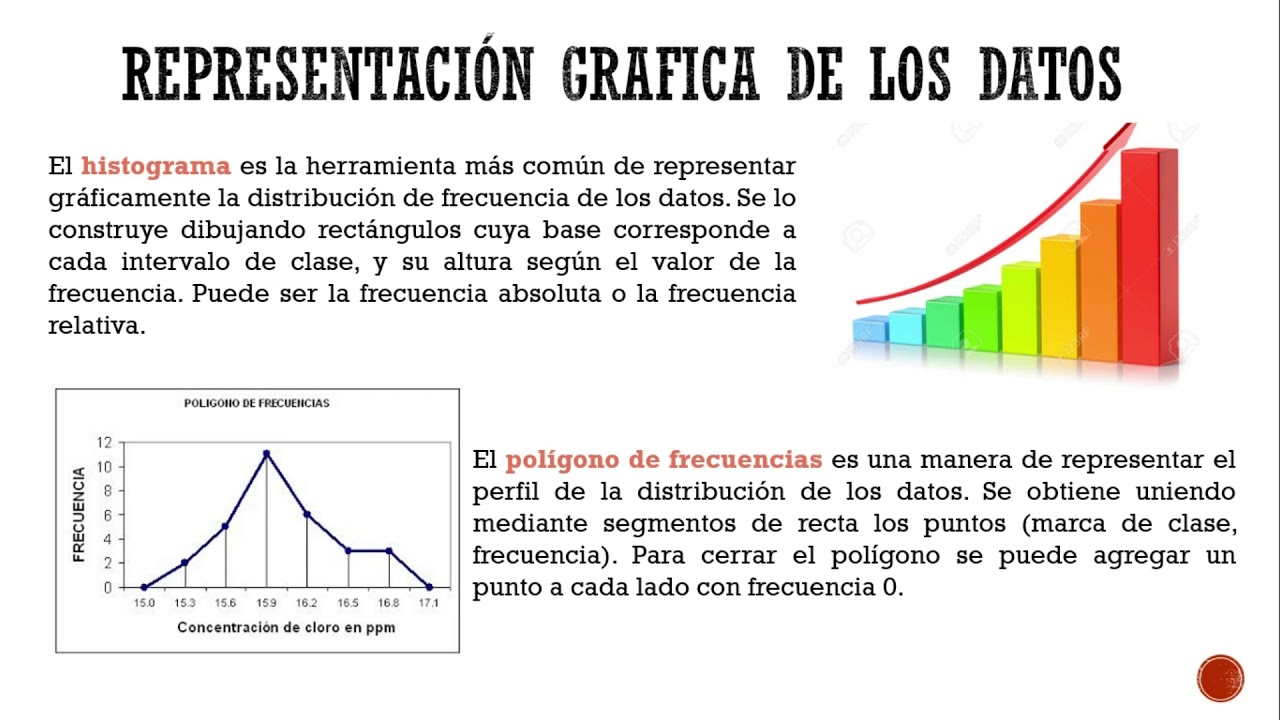 REPRESENTACIÓN GRAFICA DE LOS DATOS
El histograma es la herramienta más común de representar
gráficamente la distribución de frecuencia de los datos. Se lo
construye dibujando rectángulos cuya base corresponde a
cada intervalo de clase, y su altura según el valor de la
frecuencia. Puede ser la frecuencia absoluta o la frecuencia
relativa.
POLIGONO DE FRECUENCIAS
FRECUENCIA
12
10
8
6
4
2
0
15.0 15.3 15.6 15.9 16.2 16.5 16.8 17.1
Concentración de cloro en ppm
El polígono de frecuencias es una manera de representar el
perfil de la distribución de los datos. Se obtiene uniendo
mediante segmentos de recta los puntos (marca de clase,
frecuencia). Para cerrar el polígono se puede agregar un
punto a cada lado con frecuencia 0.